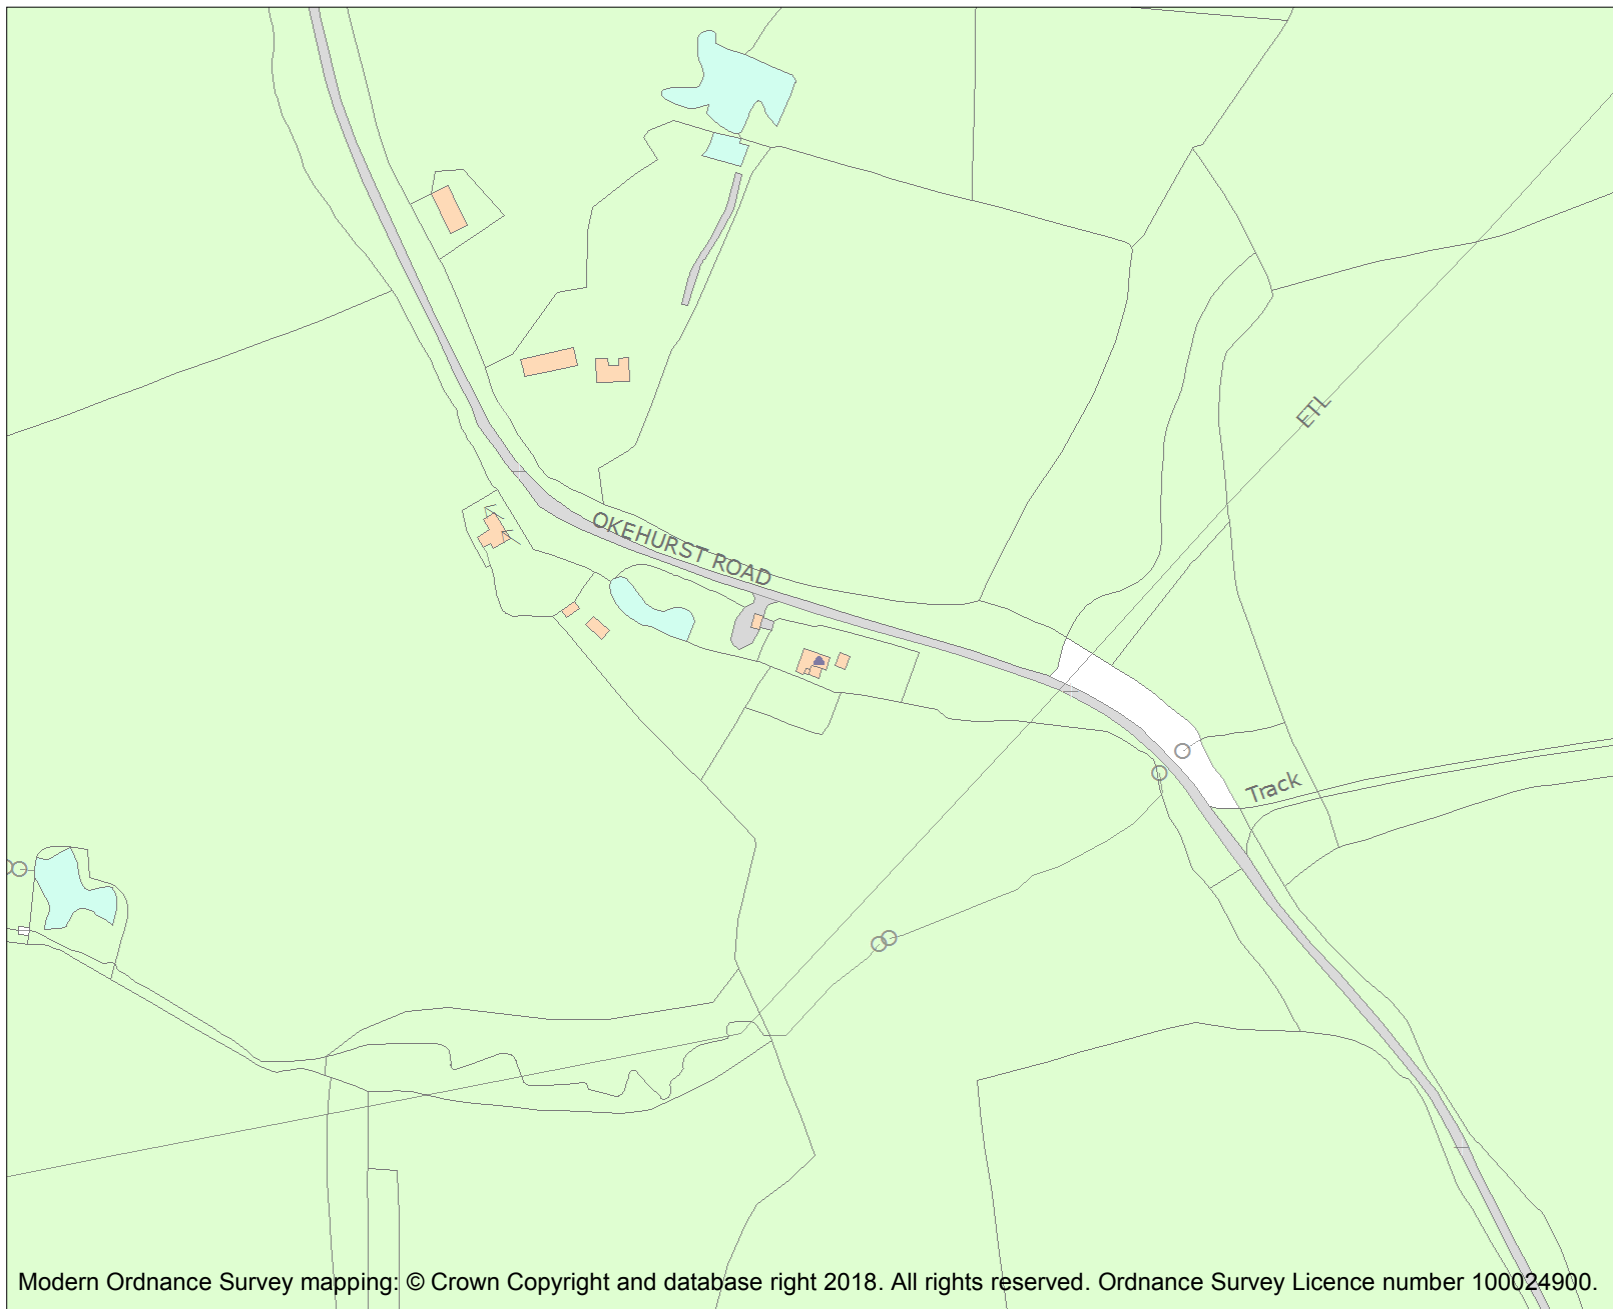 ETL
OKEHURST ROAD
Track
Modern Ordnance Survey mapping: © Crown Copyright and database right 2018. All rights reserved. Ordnance Survey Licence number 100024900.